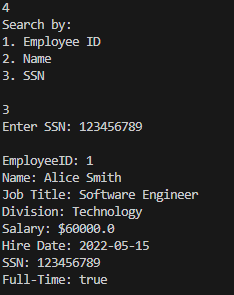 4
Search by:
1. Employee ID
2. Name
3. SSN
3
Enter SSN: 123456789
EmployeeID: 1
Name: Alice Smith
Job Title: Software Engineer
Division: Technology
Salary: $60000.0
Hire Date: 2022-05-15
SSN: 123456789
Full-Time: true